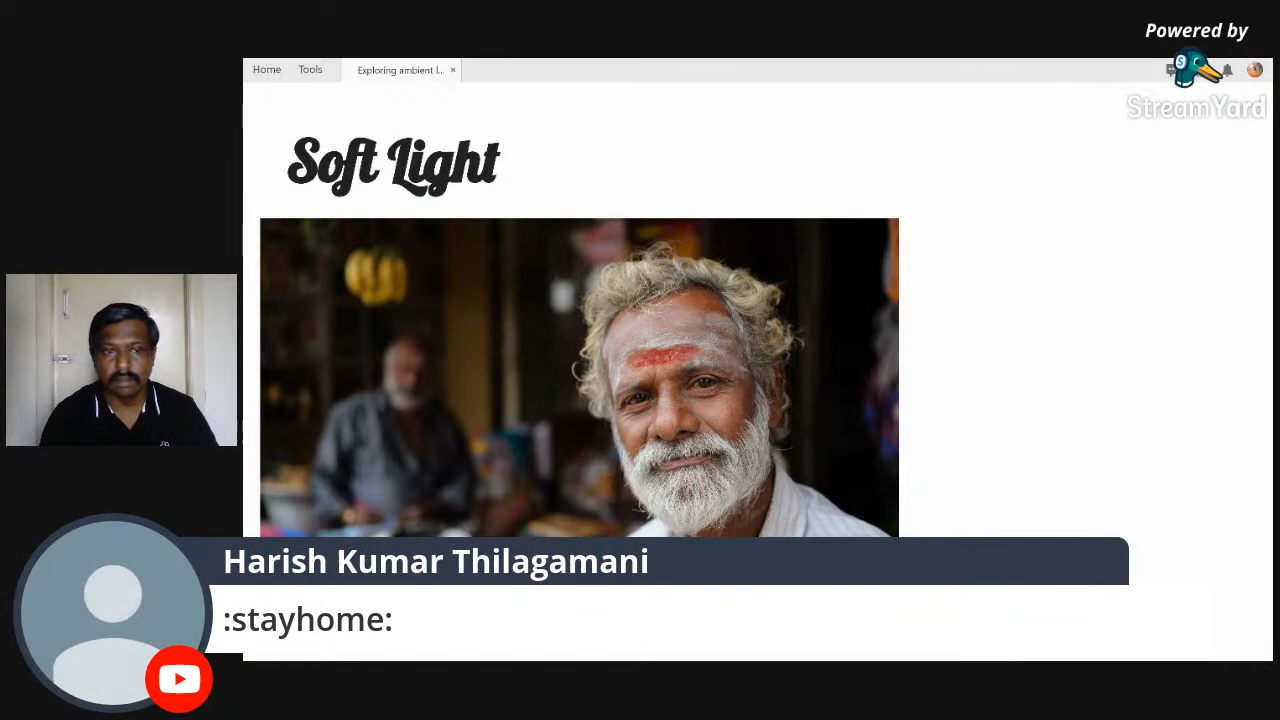 Powered by
StreamYard
Home Tools Exploring ambient l... ×
Soft Light
Harish Kumar Thilagamani
:stayhome: